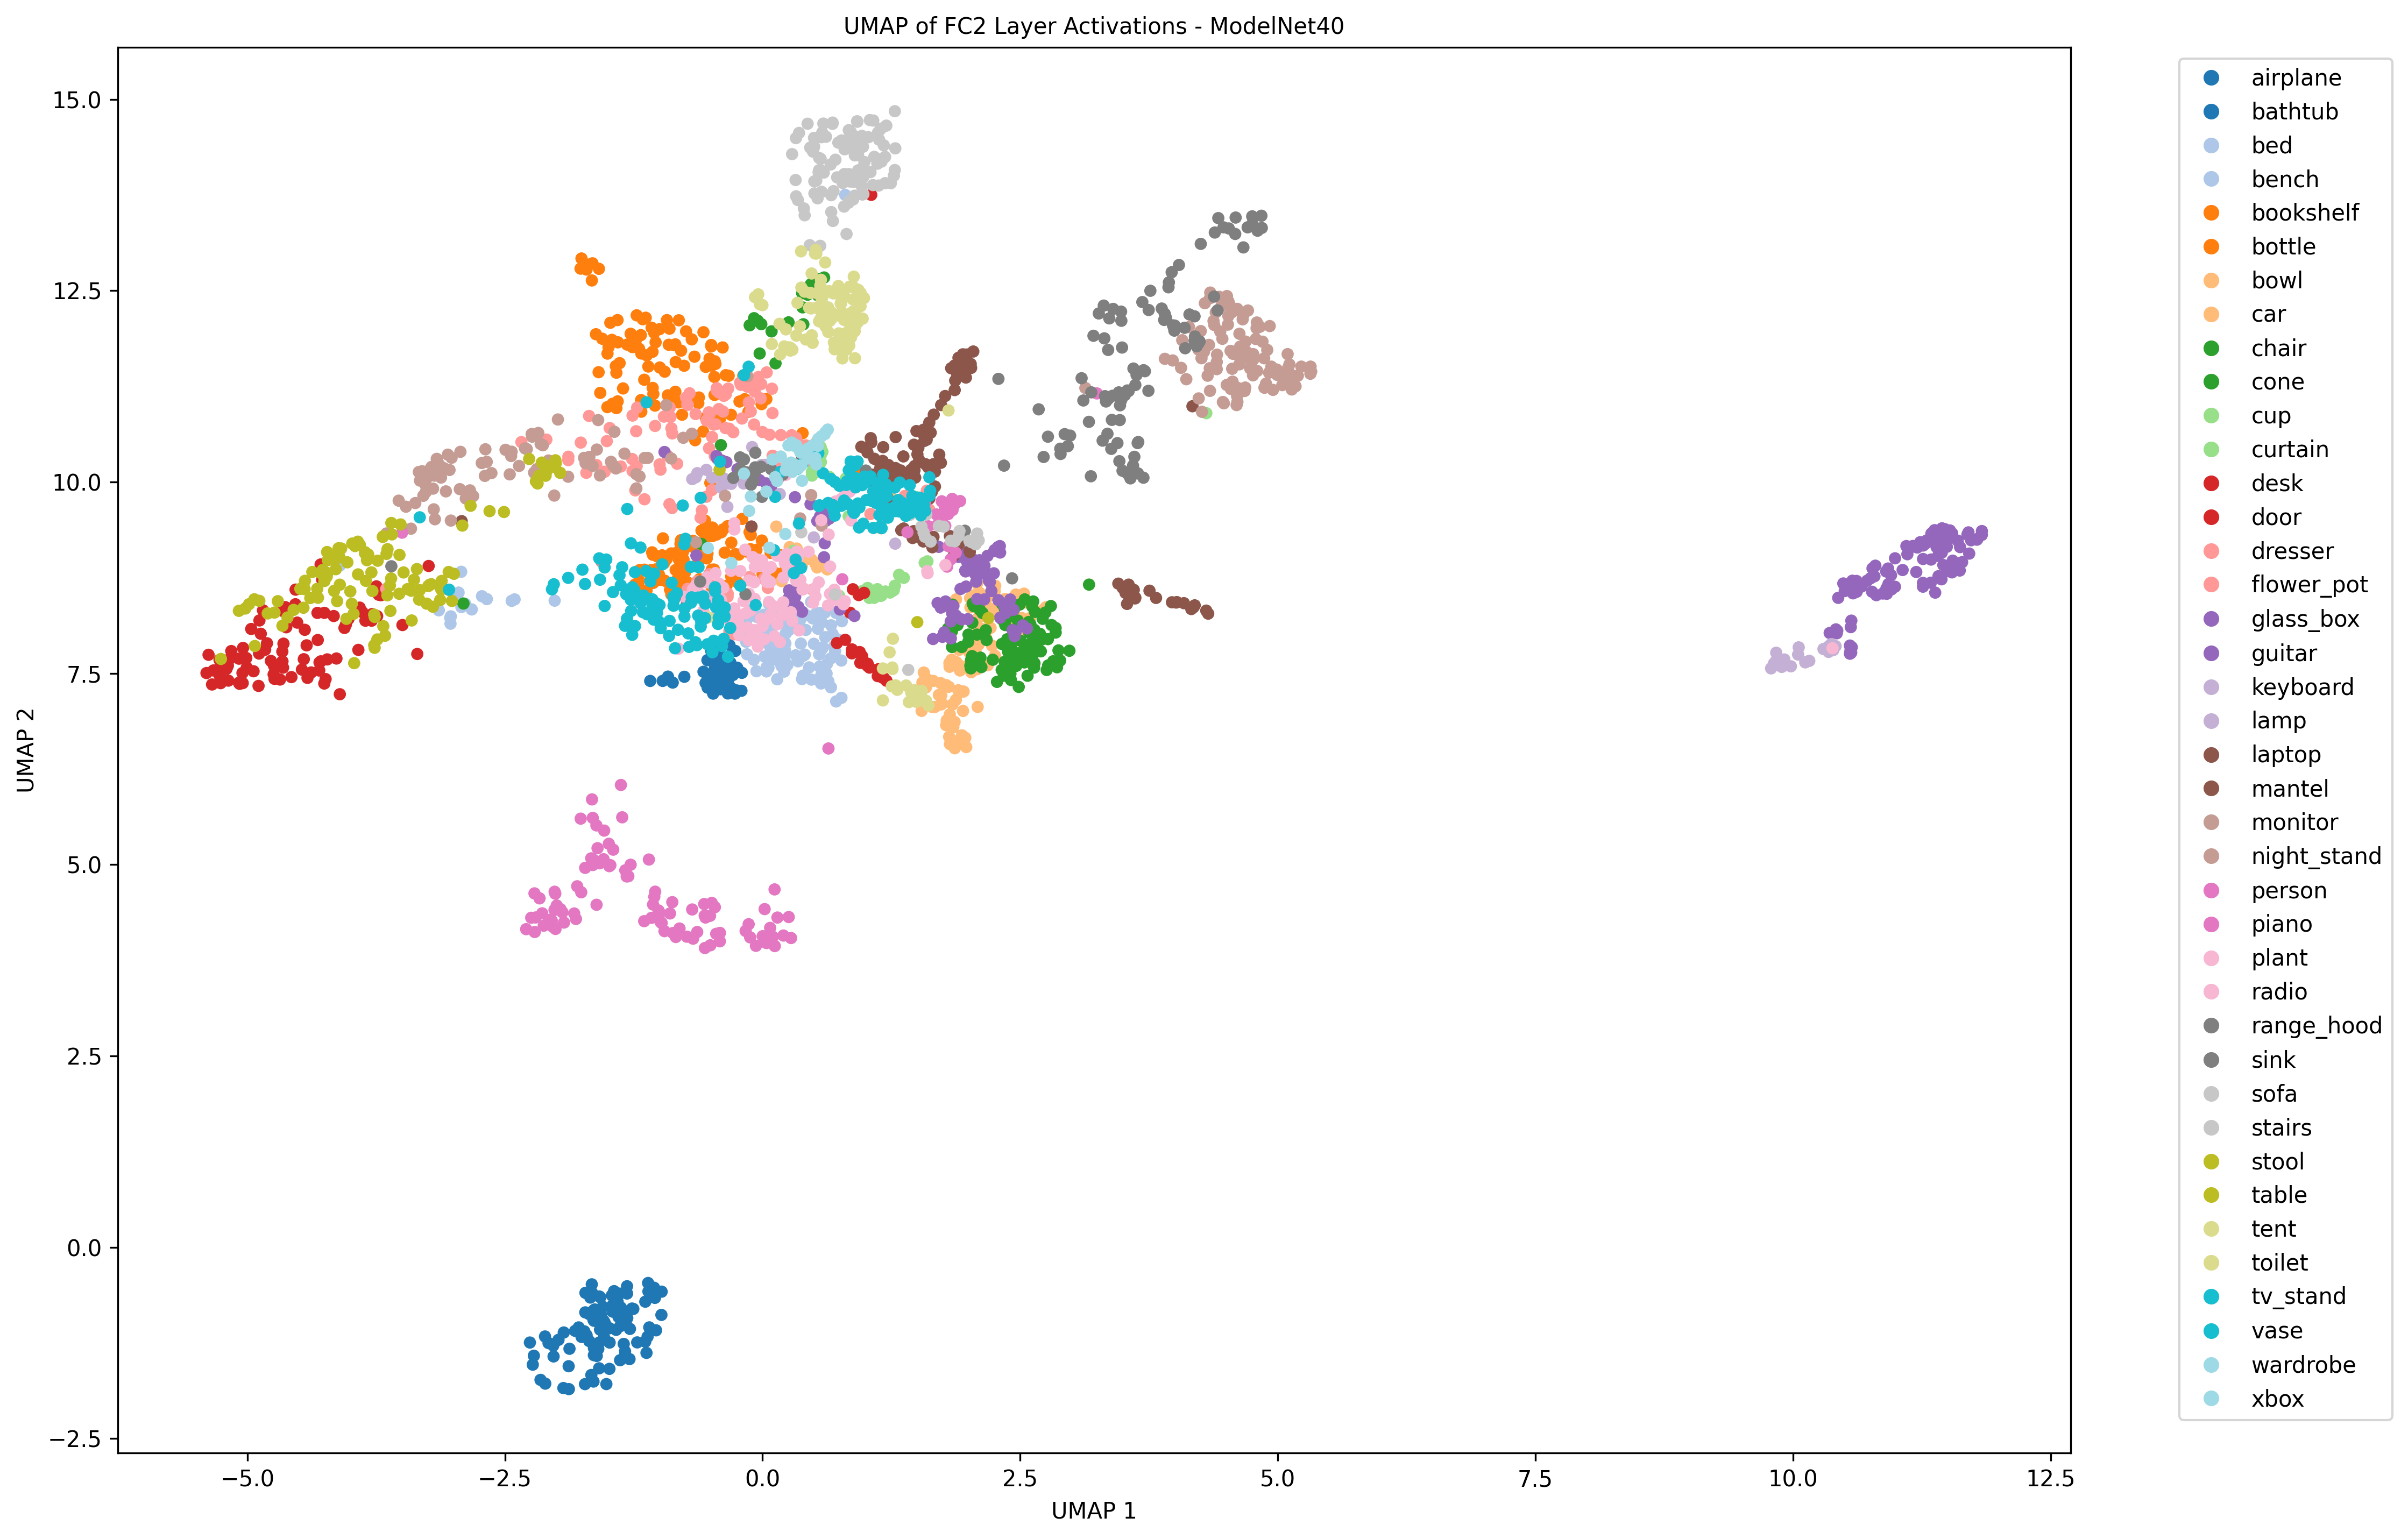 UMAP of FC2 Layer Activations - ModelNet40
15.0
12.5
10.0
7.5
5.0
2.5
0.0
−2.5
UMAP 2
−5.0
−2.5
0.0
2.5
5.0
7.5
10.0
12.5
UMAP 1
airplane
bathtub
bed
bench
bookshelf
bottle
bowl
car
chair
cone
cup
curtain
desk
door
dresser
flower_pot
glass_box
guitar
keyboard
lamp
laptop
mantel
monitor
night_stand
person
piano
plant
radio
range_hood
sink
sofa
stairs
stool
table
tent
toilet
tv_stand
vase
wardrobe
xbox